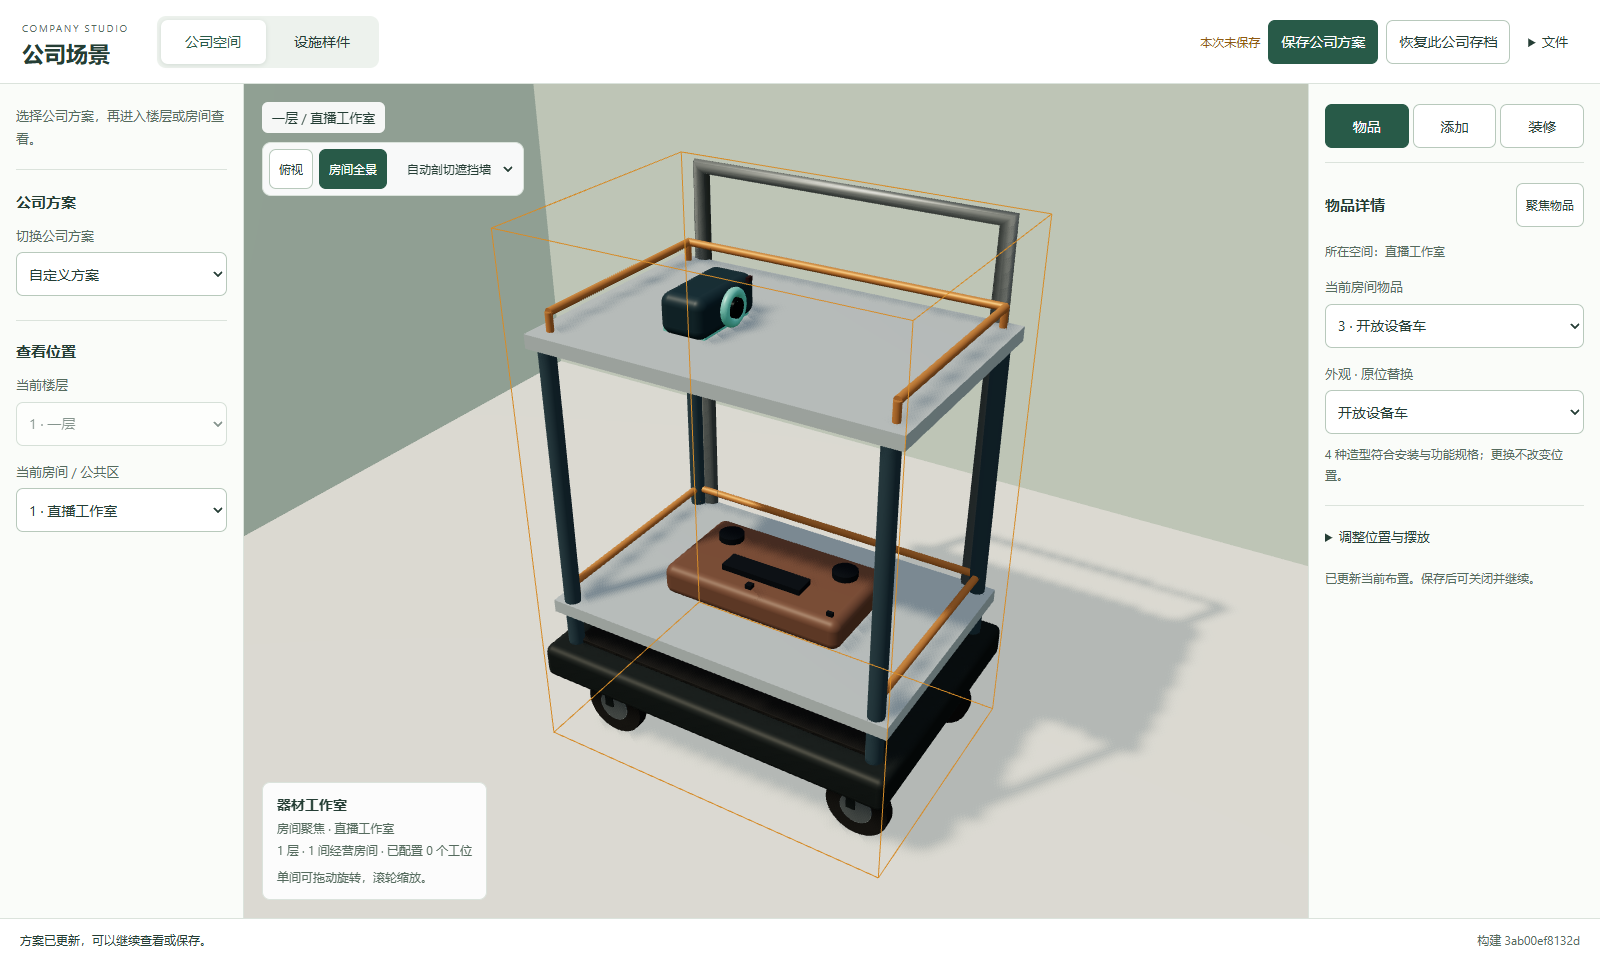 COMPANY STUDIO
公司场景
公司空间
设施样件
本次未保存
保存公司方案
恢复此公司存档
文件
选择公司方案，再进入楼层或房间查
看。
公司方案
切换公司方案
自定义方案
查看位置
当前楼层
1 · 一层
当前房间 / 公共区
1 · 直播工作室
一层 / 直播工作室
俯视
房间全景
自动剖切遮挡墙
器材工作室
房间聚焦 · 直播工作室
1 层 · 1 间经营房间 · 已配置 0 个工位
单间可拖动旋转，滚轮缩放。
物品
添加
装修
物品详情
聚焦物品
所在空间：直播工作室
当前房间物品
3 · 开放设备车
外观 · 原位替换
开放设备车
4 种造型符合安装与功能规格；更换不改变位
置。
调整位置与摆放
已更新当前布置。保存后可关闭并继续。
方案已更新，可以继续查看或保存。
构建 3ab00ef8132d